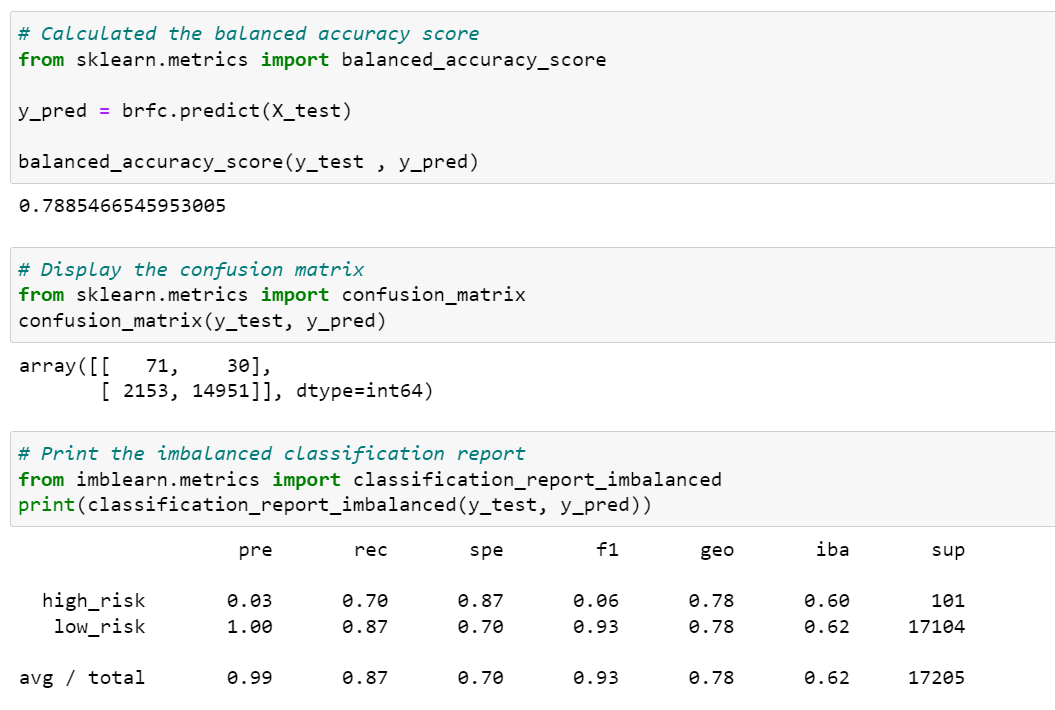 # Calculated the balanced accuracy score
from sklearn.metrics import balanced_accuracy_score
y_pred = brfc.predict(X_test)
balanced_accuracy_score(y_test , y_pred)
0.7885466545953005
# Display the confusion matrix
from sklearn.metrics import confusion_matrix
confusion_matrix(y_test, y_pred)
array([[   71,    30],
       [ 2153, 14951]], dtype=int64)
# Print the imbalanced classification report
from imblearn.metrics import classification_report_imbalanced
print(classification_report_imbalanced(y_test, y_pred))
                   pre       rec       spe        f1       geo       iba       sup
  high_risk       0.03      0.70      0.87      0.06      0.78      0.60       101
   low_risk       1.00      0.87      0.70      0.93      0.78      0.62     17104
avg / total       0.99      0.87      0.70      0.93      0.78      0.62     17205